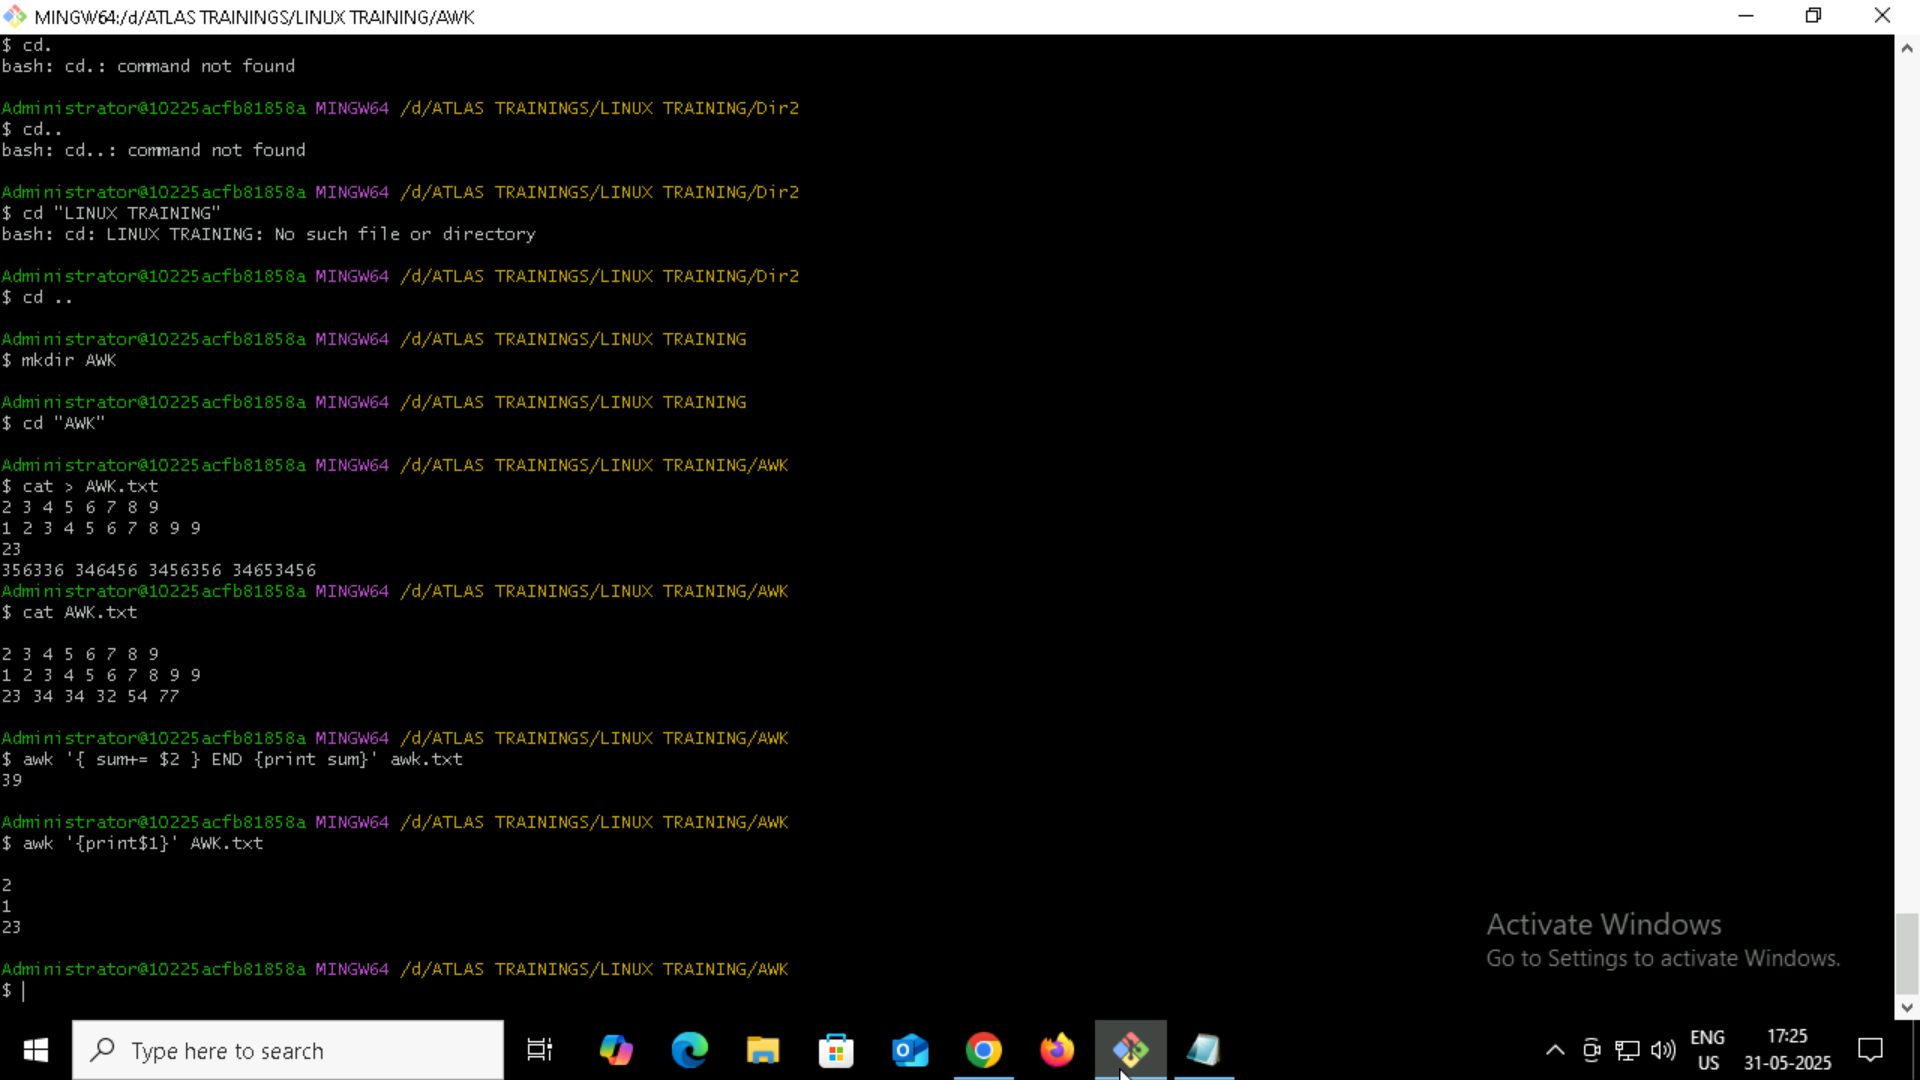 MINGW64:/d/ATLAS TRAININGS/LINUX TRAINING/AWK
$ cd.
bash: cd.: command not found
Administrator@10225acfb81858a MINGW64 /d/ATLAS TRAININGS/LINUX TRAINING/Dir2
$ cd..
bash: cd..: command not found
Administrator@10225acfb81858a MINGW64 /d/ATLAS TRAININGS/LINUX TRAINING/Dir2
$ cd "LINUX TRAINING"
bash: cd: LINUX TRAINING: No such file or directory
Administrator@10225acfb81858a MINGW64 /d/ATLAS TRAININGS/LINUX TRAINING/Dir2
$ cd ..
Administrator@10225acfb81858a MINGW64 /d/ATLAS TRAININGS/LINUX TRAINING
$ mkdir AWK
Administrator@10225acfb81858a MINGW64 /d/ATLAS TRAININGS/LINUX TRAINING
$ cd "AWK"
Administrator@10225acfb81858a MINGW64 /d/ATLAS TRAININGS/LINUX TRAINING/AWK
$ cat > AWK.txt
2 3 4 5 6 7 8 9
1 2 3 4 5 6 7 8 9 9
23
356336 346456 3456356 34653456
Administrator@10225acfb81858a MINGW64 /d/ATLAS TRAININGS/LINUX TRAINING/AWK
$ cat AWK.txt
2 3 4 5 6 7 8 9
1 2 3 4 5 6 7 8 9 9
23 34 34 32 54 77
Administrator@10225acfb81858a MINGW64 /d/ATLAS TRAININGS/LINUX TRAINING/AWK
$ awk '{ sum+= $2 } END {print sum}' awk.txt
39
Administrator@10225acfb81858a MINGW64 /d/ATLAS TRAININGS/LINUX TRAINING/AWK
$ awk '{print$1}' AWK.txt
2
1
23
Administrator@10225acfb81858a MINGW64 /d/ATLAS TRAININGS/LINUX TRAINING/AWK
$
Activate Windows
Go to Settings to activate Windows.
Type here to search
ENG
US
17:25
31-05-2025